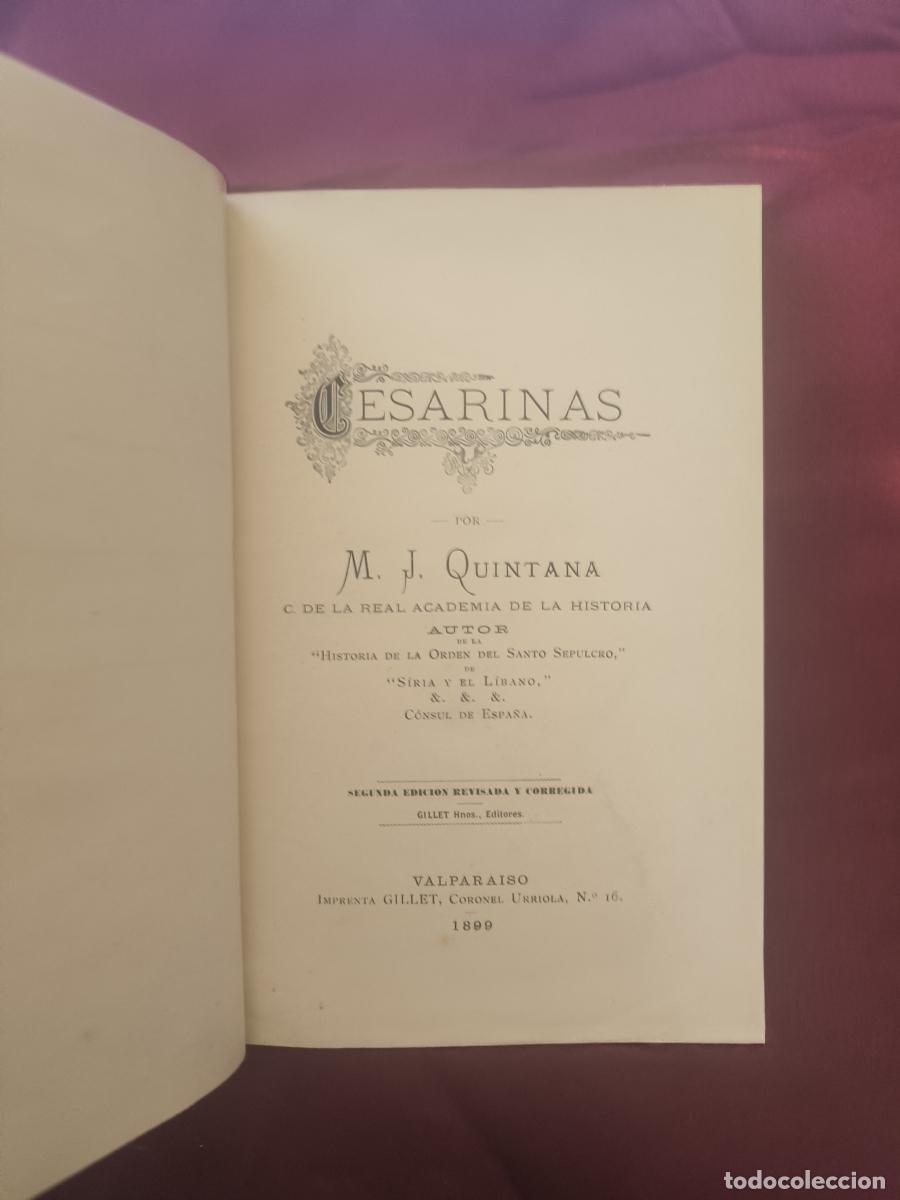 CESARINAS
— POR —
M. J. QUINTANA
C. DE LA REAL ACADEMIA DE LA HISTORIA
AUTOR
DE LA
"HISTORIA DE LA ORDEN DEL SANTO SEPULCRO,"
DE
"SÍRIA Y EL LÍBANO,"
&. &. &.
CÓNSUL DE ESPAÑA.
SEGUNDA EDICION REVISADA Y CORREGIDA
GILLET Hnos., Editores.
VALPARAISO
IMPRENTA GILLET, CORONEL URRIOLA, N.º 16.
1899
todocoleccion